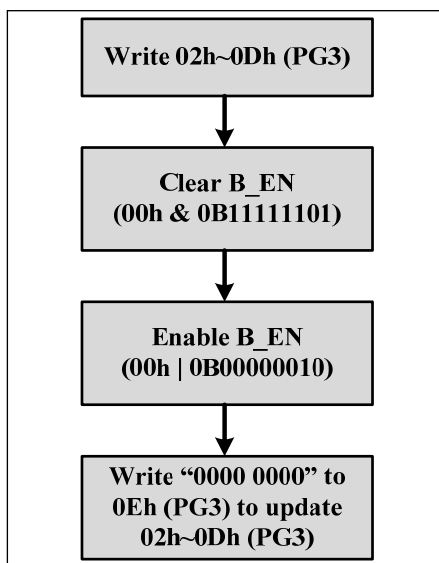 Write 02h~0Dh (PG3)
Clear B_EN
(00h & 0B11111101)
Enable B_EN
(00h | 0B00000010)
Write “0000 0000” to
0Eh (PG3) to update
02h~0Dh (PG3)